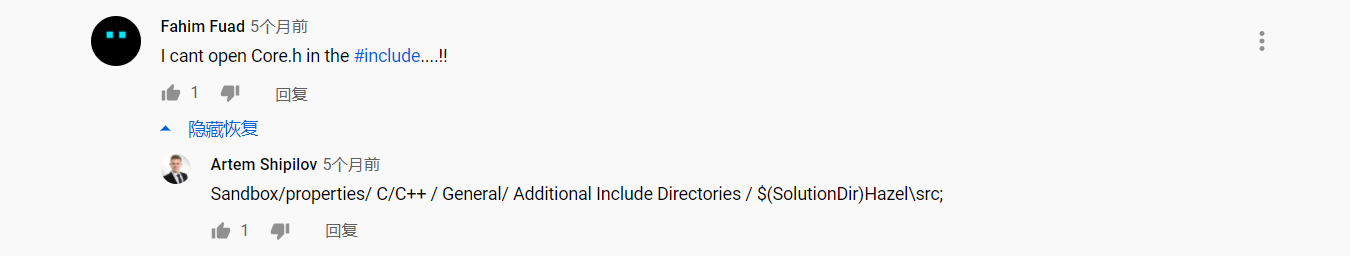 Fahim Fuad 5个月前
I cant open Core.h in the #include....!!
1 回复
隐藏恢复
Artem Shipilov 5个月前
Sandbox/properties/ C/C++ / General/ Additional Include Directories / $(SolutionDir)Hazel\src;
1 回复